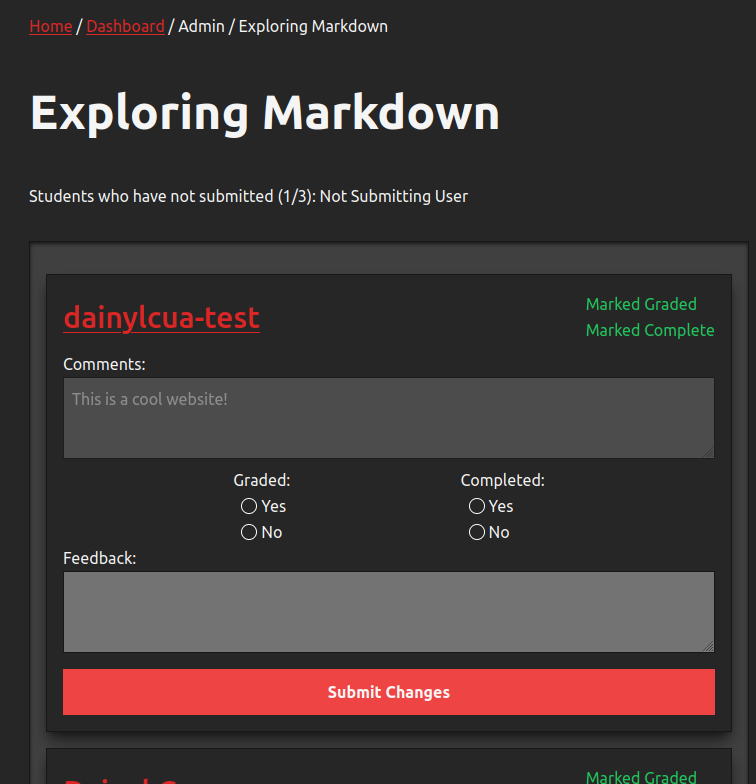 Home / Dashboard / Admin / Exploring Markdown
Exploring Markdown
Students who have not submitted (1/3): Not Submitting User
dainylcua-test
Marked Graded
Marked Complete
Comments:
This is a cool website!
Graded:
Yes
No
Completed:
Yes
No
Feedback:
Submit Changes
Marked Graded